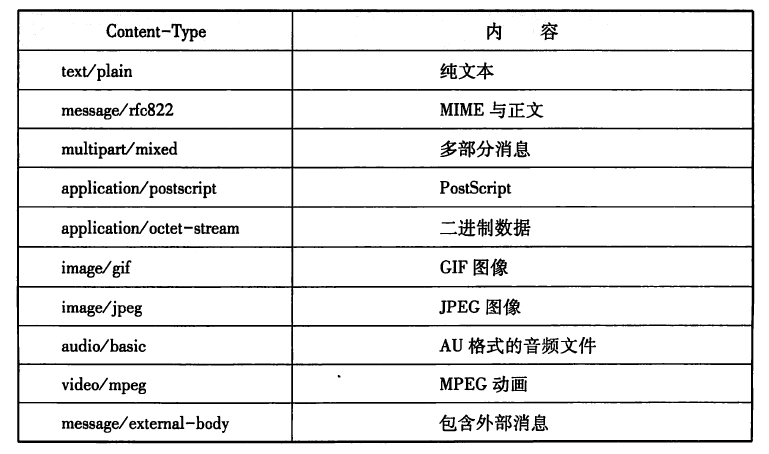 Content-Type 内 容
text/plain 纯文本
message/rfc822 MIME 与正文
multipart/mixed 多部分消息
application/postscript PostScript
application/octet-stream 二进制数据
image/gif GIF 图像
image/jpeg JPEG 图像
audio/basic AU 格式的音频文件
video/mpeg MPEG 动画
message/external-body 包含外部消息